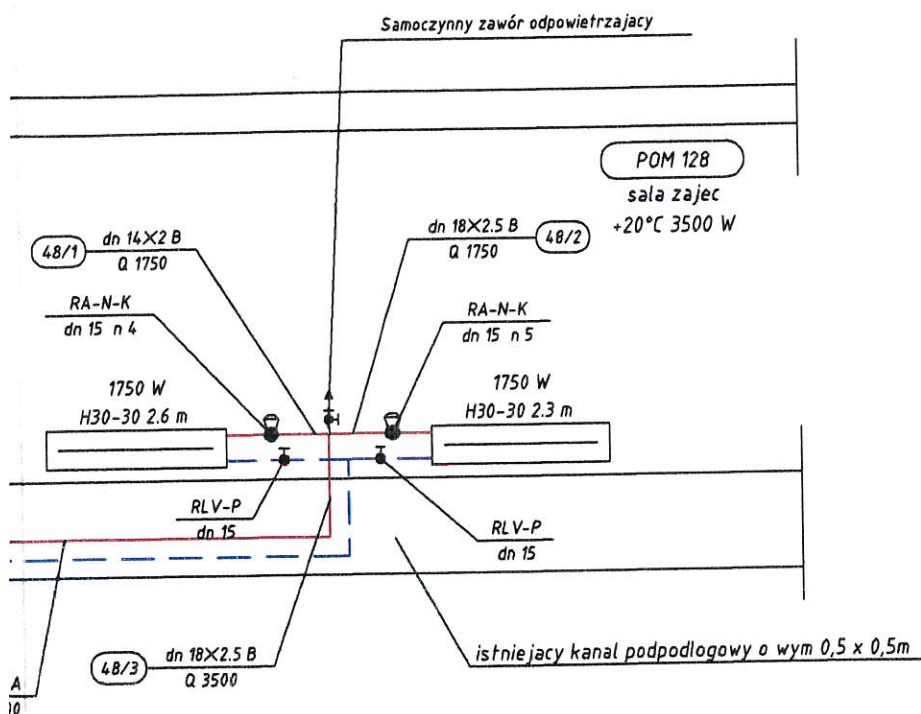 Samoczynny zawór odpowietrzajacy
POM 128
sala zajec
+20°C 3500 W
48/1
dn 14X2 B
Q 1750
dn 18X2.5 B
Q 1750
48/2
RA-N-K
dn 15 n 4
RA-N-K
dn 15 n 5
1750 W
H30-30 2.6 m
1750 W
H30-30 2.3 m
RLV-P
dn 15
RLV-P
dn 15
48/3
dn 18X2.5 B
Q 3500
istniejacy kanal podpodlogowy o wym 0,5 x 0,5m
A
00